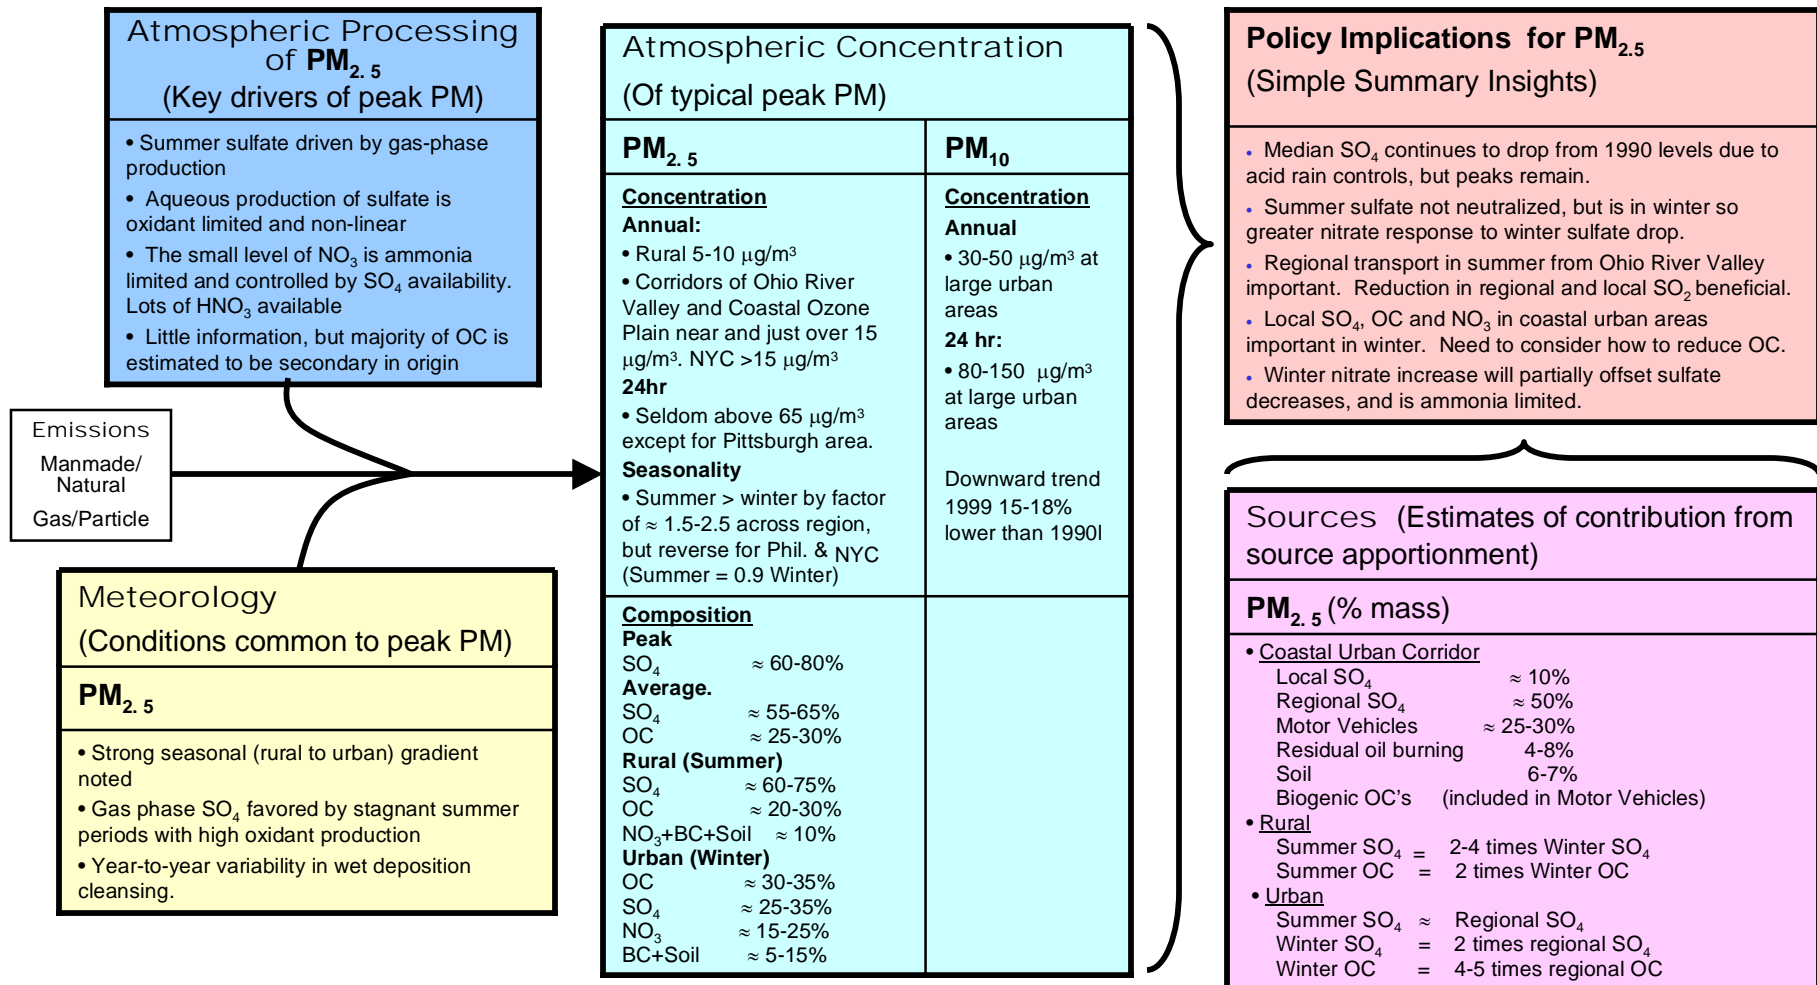 Atmospheric Processing
of PM2. 5
(Key drivers of peak PM)
• Summer sulfate driven by gas-phase
production
• Aqueous production of sulfate is
oxidant limited and non-linear
• The small level of NO3 is ammonia
limited and controlled by SO4 availability.
Lots of HNO3 available
• Little information, but majority of OC is
estimated to be secondary in origin
Emissions
Manmade/
Natural
Gas/Particle
Meteorology
(Conditions common to peak PM)
PM2. 5
• Strong seasonal (rural to urban) gradient
noted
• Gas phase SO4 favored by stagnant summer
periods with high oxidant production
• Year-to-year variability in wet deposition
cleansing.
Atmospheric Concentration
(Of typical peak PM)
PM2. 5
Concentration
Annual:
• Rural 5-10 µg/m³
• Corridors of Ohio River
Valley and Coastal Ozone
Plain near and just over 15
µg/m³. NYC >15 µg/m³
24hr
• Seldom above 65 µg/m³
except for Pittsburgh area.
Seasonality
• Summer > winter by factor
of ≈ 1.5-2.5 across region,
but reverse for Phil. & NYC
(Summer = 0.9 Winter)
Composition
Peak
SO4 ≈ 60-80%
Average.
SO4 ≈ 55-65%
OC ≈ 25-30%
Rural (Summer)
SO4 ≈ 60-75%
OC ≈ 20-30%
NO3+BC+Soil ≈ 10%
Urban (Winter)
OC ≈ 30-35%
SO4 ≈ 25-35%
NO3 ≈ 15-25%
BC+Soil ≈ 5-15%
PM10
Concentration
Annual
• 30-50 µg/m³ at
large urban
areas
24 hr:
• 80-150 µg/m³
at large urban
areas
Downward trend
1999 15-18%
lower than 1990l
Policy Implications for PM2.5
(Simple Summary Insights)
• Median SO4 continues to drop from 1990 levels due to
acid rain controls, but peaks remain.
• Summer sulfate not neutralized, but is in winter so
greater nitrate response to winter sulfate drop.
• Regional transport in summer from Ohio River Valley
important. Reduction in regional and local SO2 beneficial.
• Local SO4, OC and NO3 in coastal urban areas
important in winter. Need to consider how to reduce OC.
• Winter nitrate increase will partially offset sulfate
decreases, and is ammonia limited.
Sources (Estimates of contribution from
source apportionment)
PM2. 5 (% mass)
• Coastal Urban Corridor
Local SO4 ≈ 10%
Regional SO4 ≈ 50%
Motor Vehicles ≈ 25-30%
Residual oil burning 4-8%
Soil 6-7%
Biogenic OC's (included in Motor Vehicles)
• Rural
Summer SO4 = 2-4 times Winter SO4
Summer OC = 2 times Winter OC
• Urban
Summer SO4 ≈ Regional SO4
Winter SO4 = 2 times regional SO4
Winter OC = 4-5 times regional OC